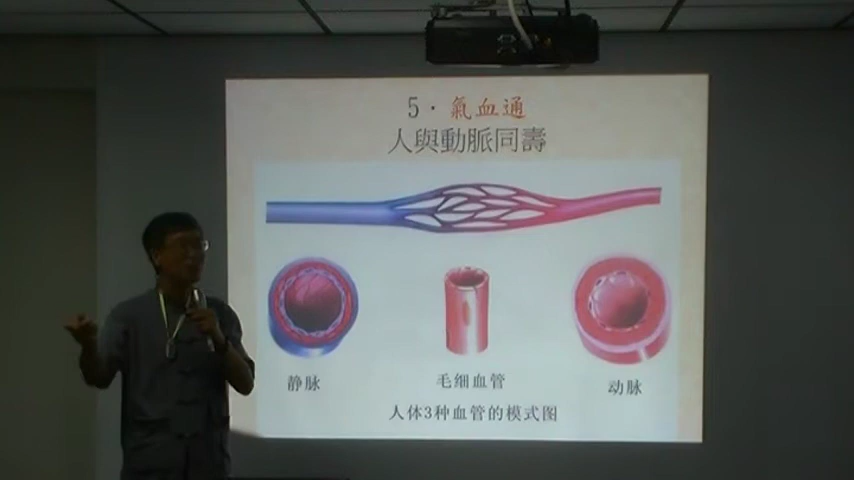 5·氣血通
人與動脈同壽
静脉
毛细血管
动脉
人体3种血管的模式图